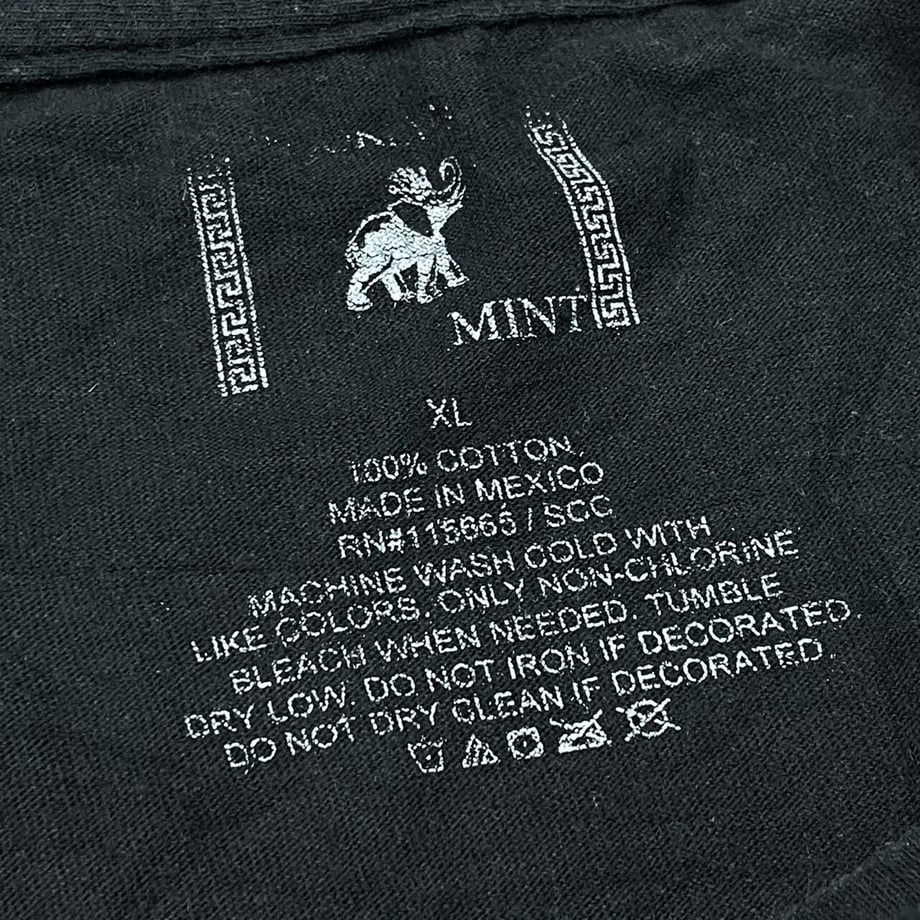 MINT
XL
100% COTTON
MADE IN MEXICO
RN#115666 / SCC
MACHINE WASH COLD WITH
LIKE COLORS. ONLY NON-CHLORINE
BLEACH WHEN NEEDED. TUMBLE
DRY LOW. DO NOT IRON IF DECORATED.
DO NOT DRY CLEAN IF DECORATED.